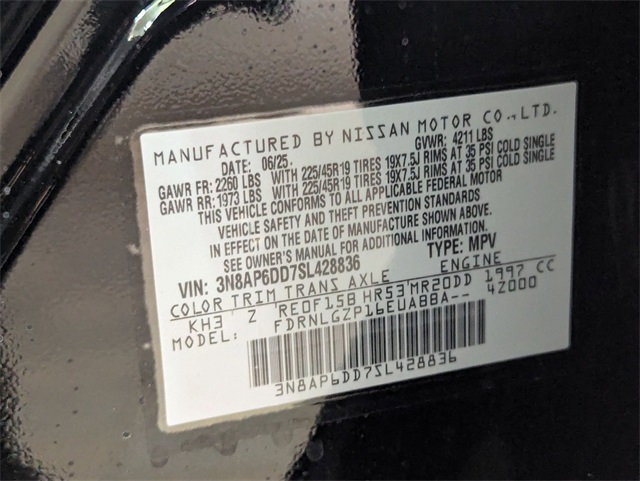 MANUFACTURED BY NISSAN MOTOR CO.,LTD.
DATE: 06/25. GVWR: 4211 LBS
GAWR FR: 2260 LBS WITH 225/45R19 TIRES 19X7.5J RIMS AT 35 PSI COLD SINGLE
GAWR RR: 1973 LBS WITH 225/45R19 TIRES 19X7.5J RIMS AT 35 PSI COLD SINGLE
THIS VEHICLE CONFORMS TO ALL APPLICABLE FEDERAL MOTOR
VEHICLE SAFETY AND THEFT PREVENTION STANDARDS
IN EFFECT ON THE DATE OF MANUFACTURE SHOWN ABOVE
SEE OWNER'S MANUAL FOR ADDITIONAL INFORMATION
VIN: 3N8AP6DD7SL428836 TYPE: MPV
COLOR TRIM TRANS AXLE ENGINE
KH3 Z RE0F15B HR53 MR20DD 1997 CC
MODEL: FDRNLGZP16EUA88A-- 4Z000
3N8AP6DD7SL428836